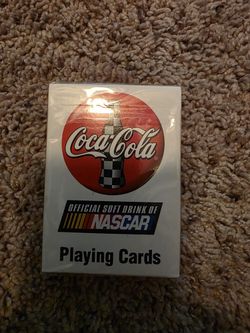 Coca-Cola
OFFICIAL SOFT DRINK OF
NASCAR
Playing Cards